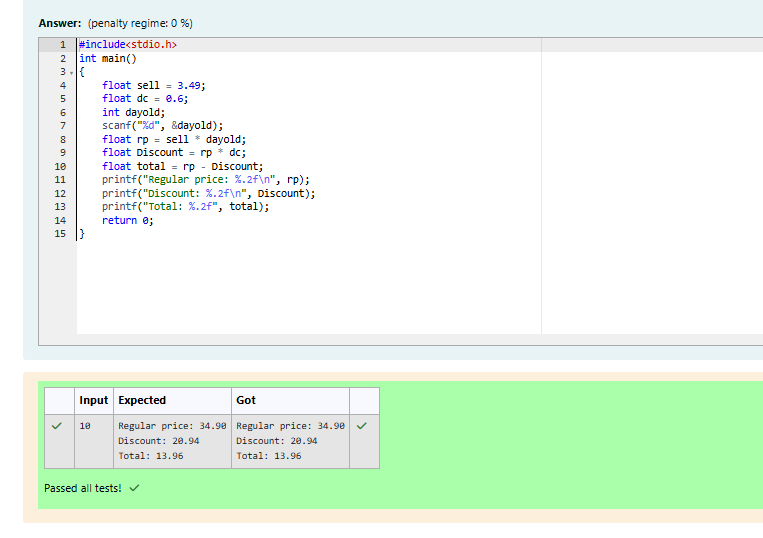 Answer: (penalty regime: 0 %)
1 #include<stdio.h>
2 int main()
3 {
4 float sell = 3.49;
5 float dc = 0.6;
6 int dayold;
7 scanf("%d", &dayold);
8 float rp = sell * dayold;
9 float Discount = rp * dc;
10 float total = rp - Discount;
11 printf("Regular price: %.2f\n", rp);
12 printf("Discount: %.2f\n", Discount);
13 printf("Total: %.2f", total);
14 return 0;
15 }
Input Expected Got
10 Regular price: 34.90 Regular price: 34.90
Discount: 20.94 Discount: 20.94
Total: 13.96 Total: 13.96
Passed all tests!